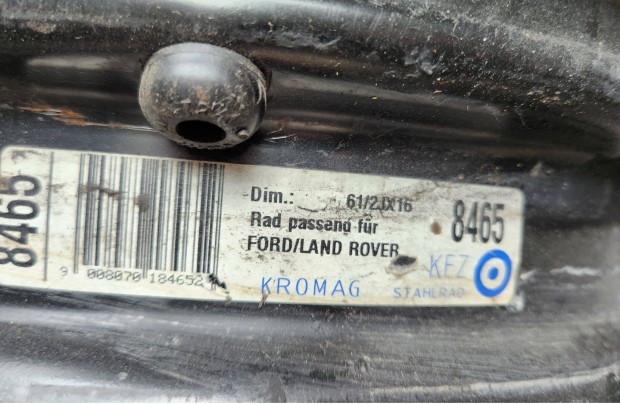 8465
9 008070 184652
Dim.: 61/2JX16
Rad passend für
FORD/LAND ROVER
8465
KROMAG
KFZ
STAHLRAD